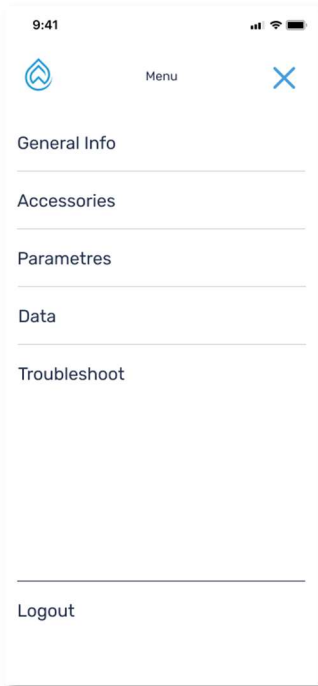 9:41
Menu
General Info
Accessories
Parametres
Data
Troubleshoot
Logout